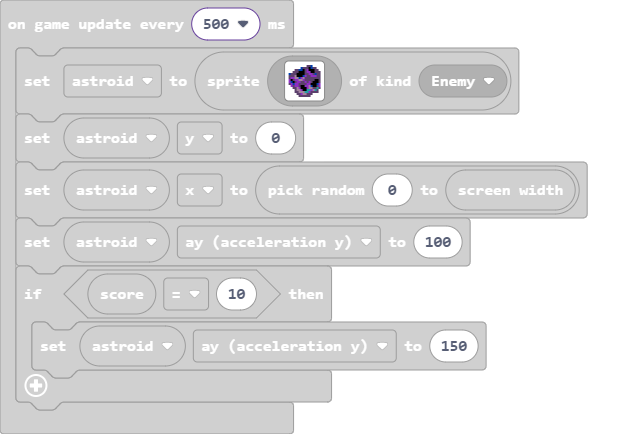 on game update every 500 ms
set astroid to sprite of kind Enemy
set astroid y to 0
set astroid x to pick random 0 to screen width
set astroid ay (acceleration y) to 100
if score = 10 then
set astroid ay (acceleration y) to 150